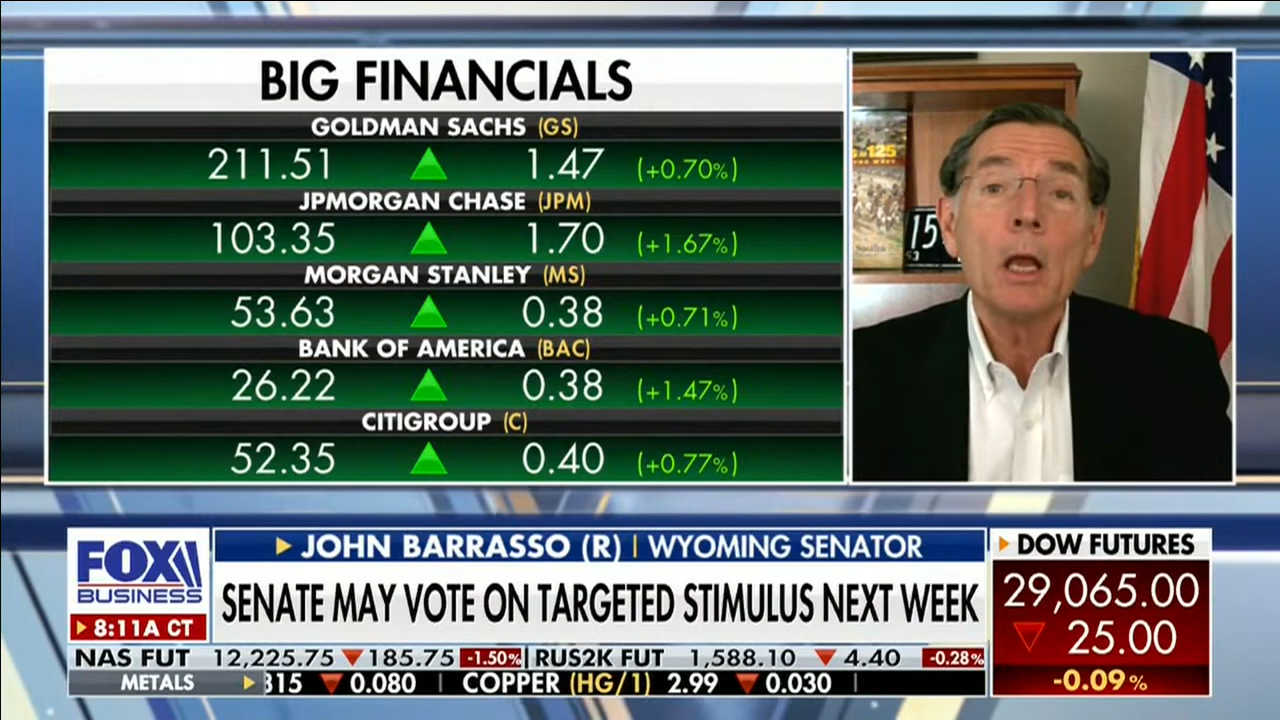 BIG FINANCIALS
GOLDMAN SACHS (GS)
211.51 ▲ 1.47 (+0.70%)
JPMORGAN CHASE (JPM)
103.35 ▲ 1.70 (+1.67%)
MORGAN STANLEY (MS)
53.63 ▲ 0.38 (+0.71%)
BANK OF AMERICA (BAC)
26.22 ▲ 0.38 (+1.47%)
CITIGROUP (C)
52.35 ▲ 0.40 (+0.77%)
125
15
FOX
BUSINESS
8:11A CT
JOHN BARRASSO (R) | WYOMING SENATOR
SENATE MAY VOTE ON TARGETED STIMULUS NEXT WEEK
DOW FUTURES
29,065.00
▽ 25.00
-0.09%
NAS FUT 12,225.75 ▼ 185.75 -1.50% RUS2K FUT 1,588.10 ▼ 4.40 -0.28%
METALS 315 ▼ 0.080 | COPPER (HG/1) 2.99 ▼ 0.030 |